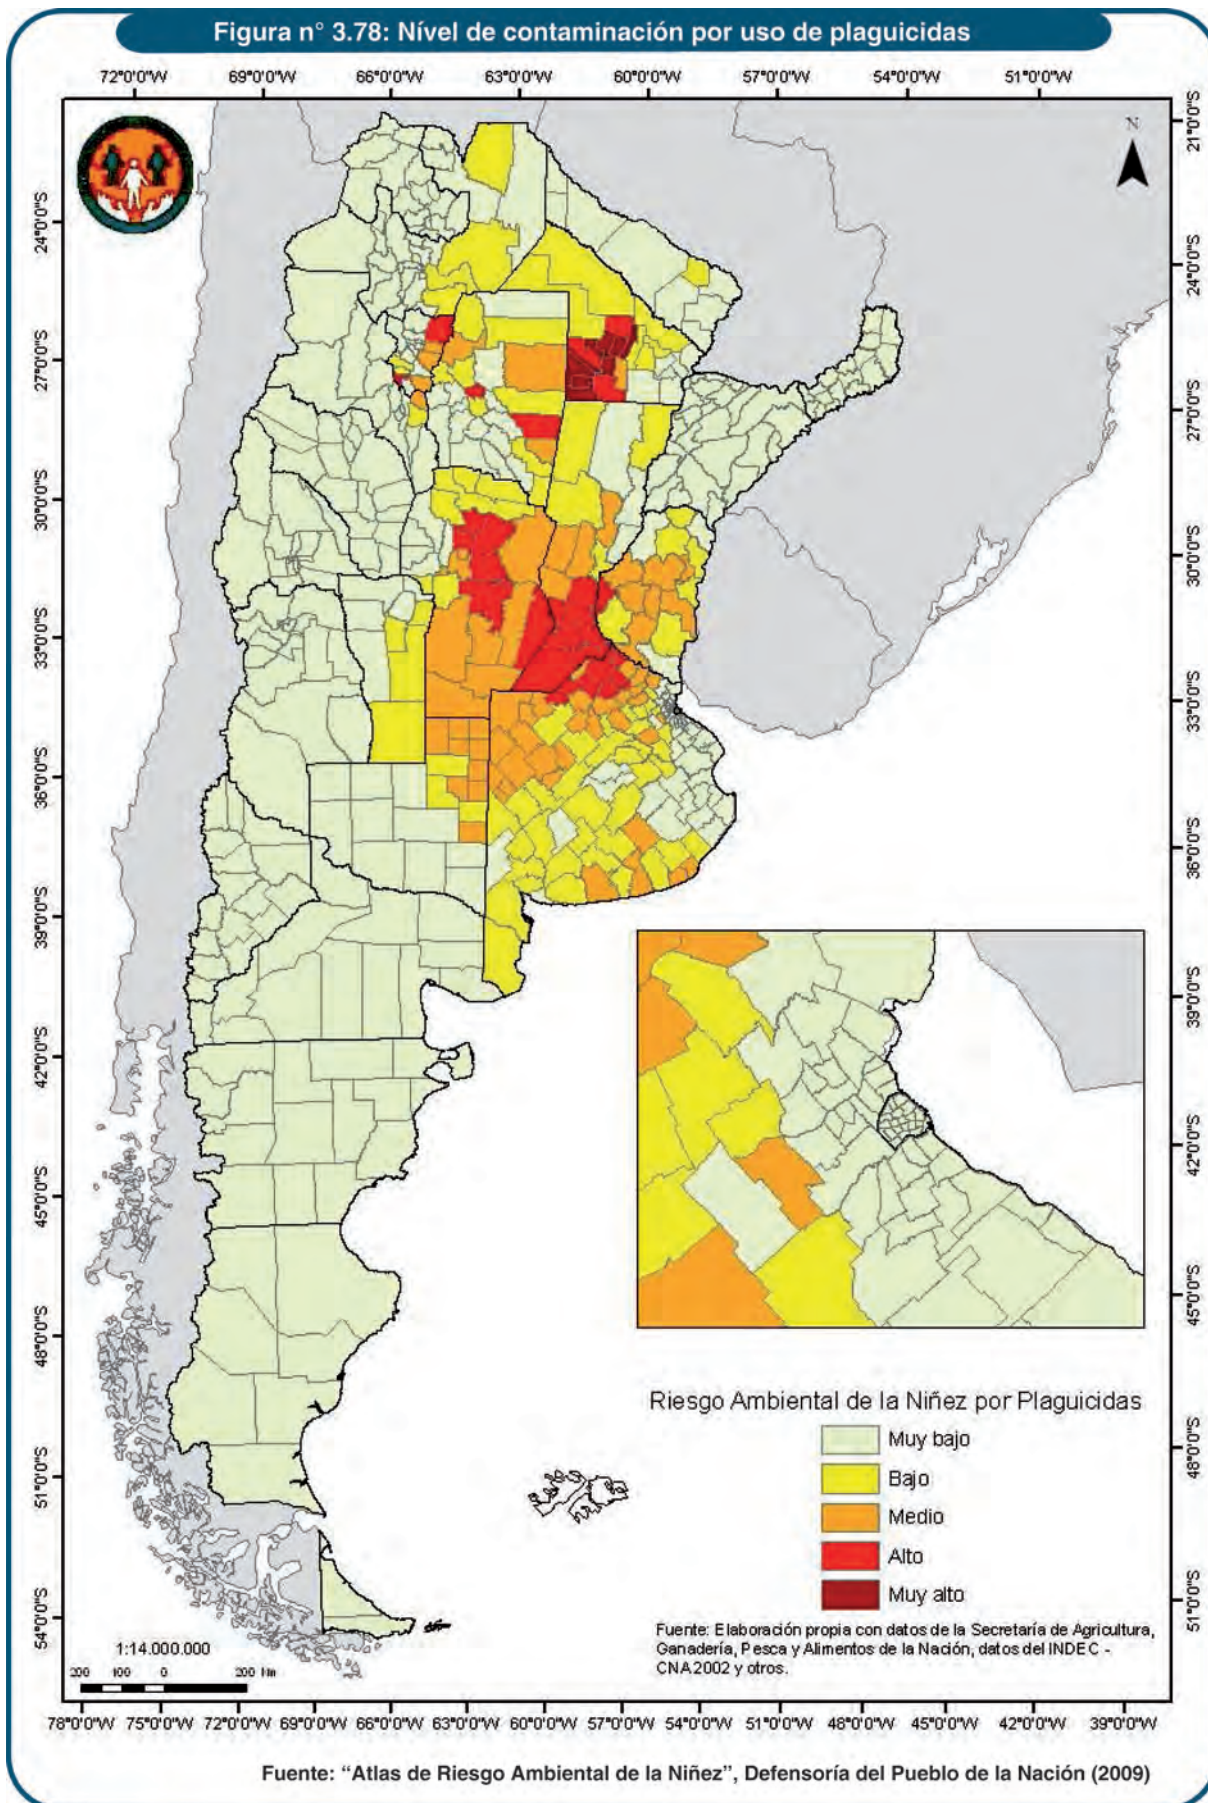 Figura n° 3.78: Nível de contaminación por uso de plaguicidas
72°0'0"W 69°0'0"W 66°0'0"W 63°0'0"W 60°0'0"W 57°0'0"W 54°0'0"W 51°0'0"W
N
24°0'0"S
27°0'0"S
30°0'0"S
33°0'0"S
36°0'0"S
39°0'0"S
42°0'0"S
45°0'0"S
48°0'0"S
51°0'0"S
54°0'0"S
21°0'0"S
24°0'0"S
27°0'0"S
30°0'0"S
33°0'0"S
36°0'0"S
39°0'0"S
42°0'0"S
45°0'0"S
48°0'0"S
51°0'0"S
Riesgo Ambiental de la Niñez por Plaguicidas
Muy bajo
Bajo
Medio
Alto
Muy alto
Fuente: Elaboración propia con datos de la Secretaría de Agricultura,
Ganadería, Pesca y Alimentos de la Nación, datos del INDEC -
CNA 2002 y otros.
1:14.000.000
200 100 0 200 Km
78°0'0"W 75°0'0"W 72°0'0"W 69°0'0"W 66°0'0"W 63°0'0"W 60°0'0"W 57°0'0"W 54°0'0"W 51°0'0"W 48°0'0"W 45°0'0"W 42°0'0"W 39°0'0"W
Fuente: “Atlas de Riesgo Ambiental de la Niñez”, Defensoría del Pueblo de la Nación (2009)